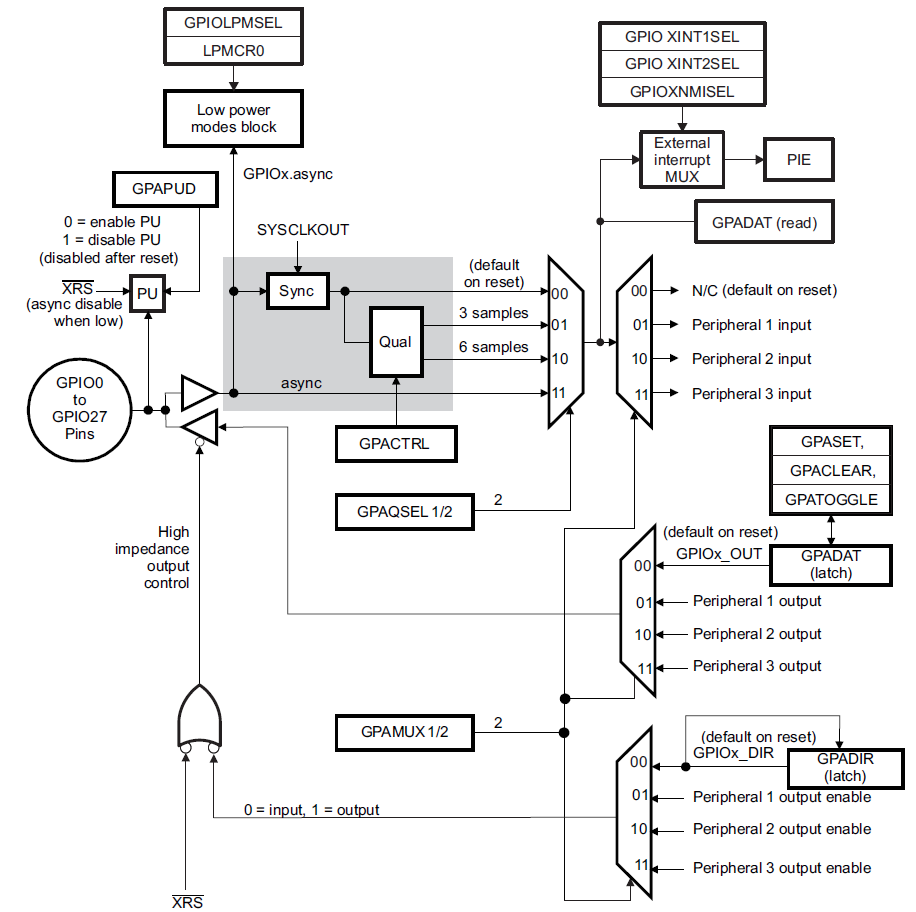 GPIOLPMSEL
LPMCR0
Low power
modes block
GPIO XINT1SEL
GPIO XINT2SEL
GPIOXNMISEL
External
interrupt
MUX
PIE
GPADAT (read)
GPIOx.async
GPAPUD
0 = enable PU
1 = disable PU
(disabled after reset)
XRS
(async disable
when low)
PU
SYSCLKOUT
Sync
Qual
(default
on reset)
3 samples
6 samples
async
00
01
10
11
00
01
10
11
N/C (default on reset)
Peripheral 1 input
Peripheral 2 input
Peripheral 3 input
GPIO0
to
GPIO27
Pins
GPACTRL
GPAQSEL 1/2
2
High
impedance
output
control
GPASET,
GPACLEAR,
GPATOGGLE
(default on reset)
GPIOx_OUT
GPADAT
(latch)
00
01
10
11
Peripheral 1 output
Peripheral 2 output
Peripheral 3 output
GPAMUX 1/2
2
(default on reset)
GPIOx_DIR
GPADIR
(latch)
00
01
10
11
Peripheral 1 output enable
Peripheral 2 output enable
Peripheral 3 output enable
0 = input, 1 = output
XRS